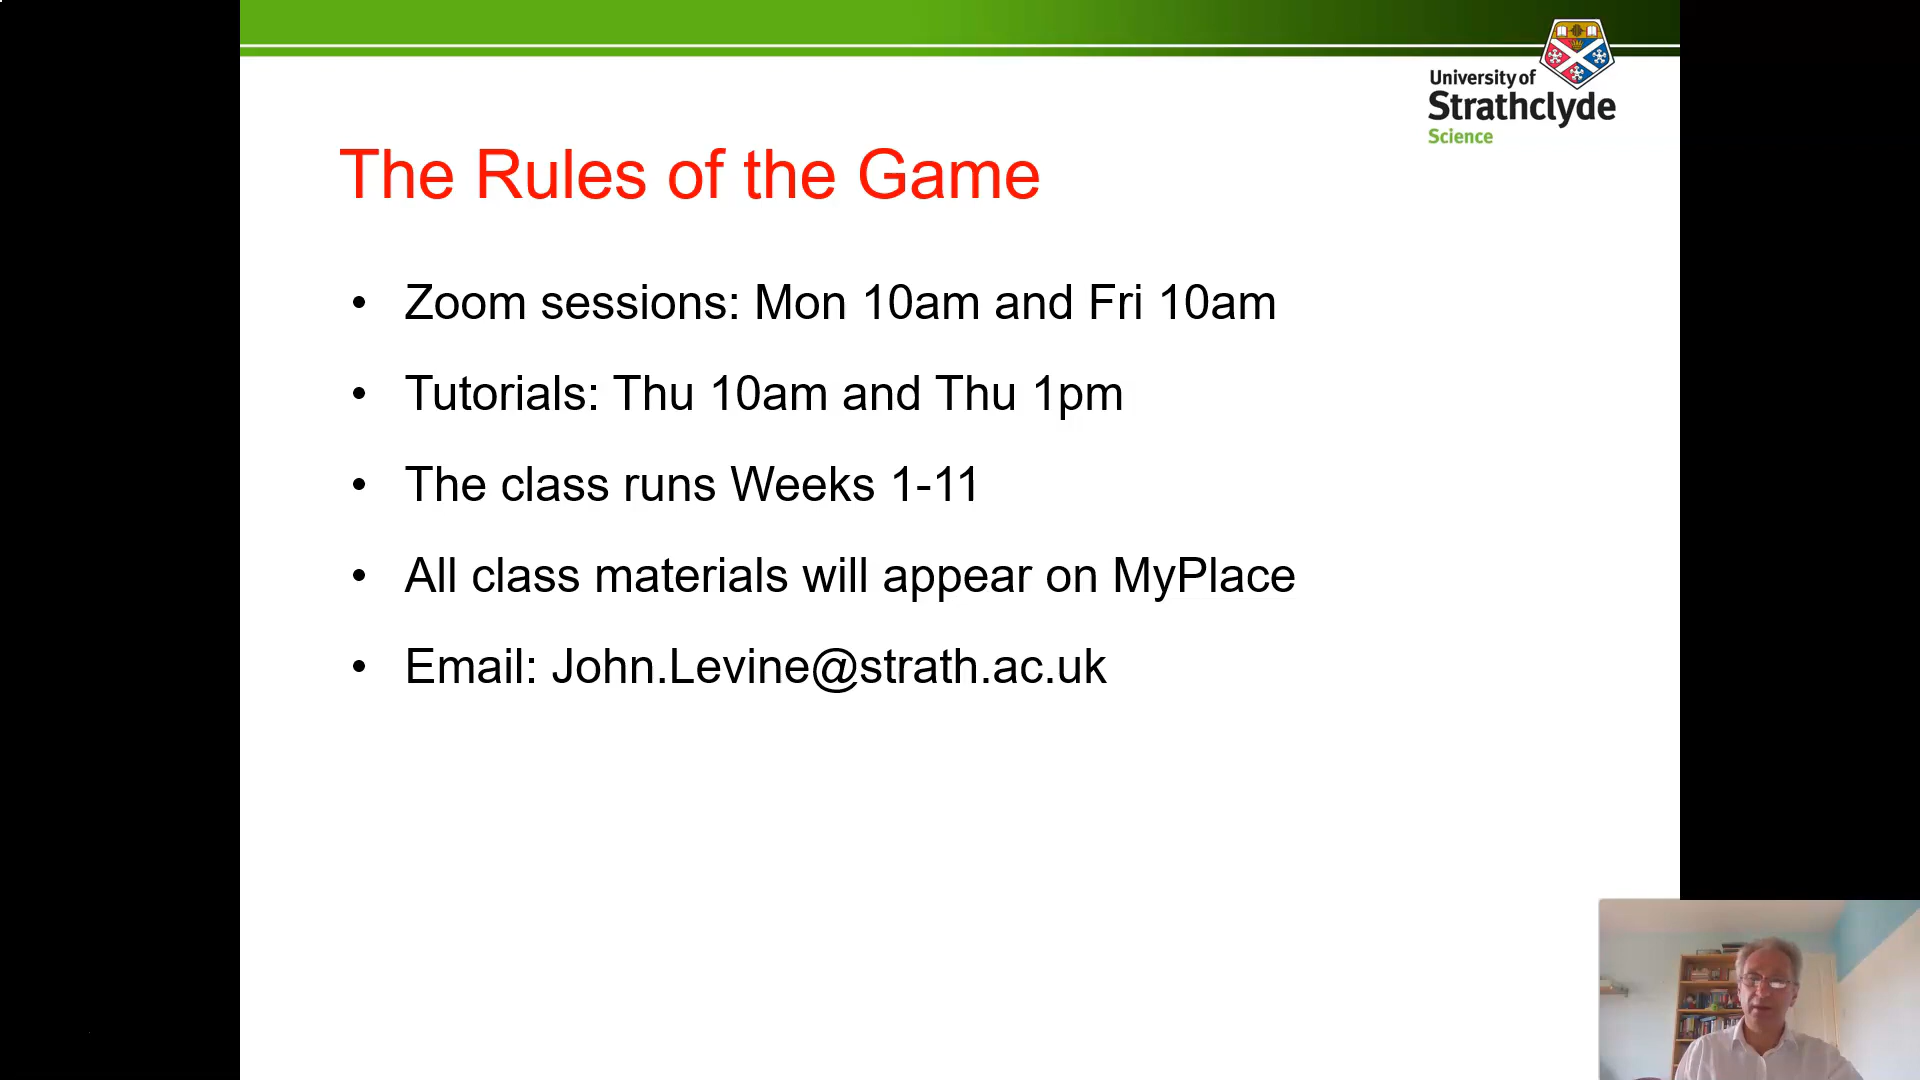 University of
Strathclyde
Science
The Rules of the Game
• Zoom sessions: Mon 10am and Fri 10am
• Tutorials: Thu 10am and Thu 1pm
• The class runs Weeks 1-11
• All class materials will appear on MyPlace
• Email: John.Levine@strath.ac.uk